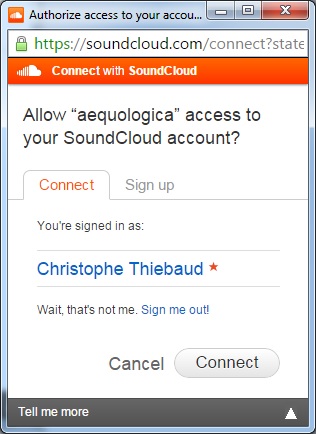 Authorize access to your accou...
https://soundcloud.com/connect?state
Connect with SoundCloud
Allow “aequologica” access to
your SoundCloud account?
Connect
Sign up
You're signed in as:
Christophe Thiebaud
Wait, that's not me. Sign me out!
Cancel
Connect
Tell me more